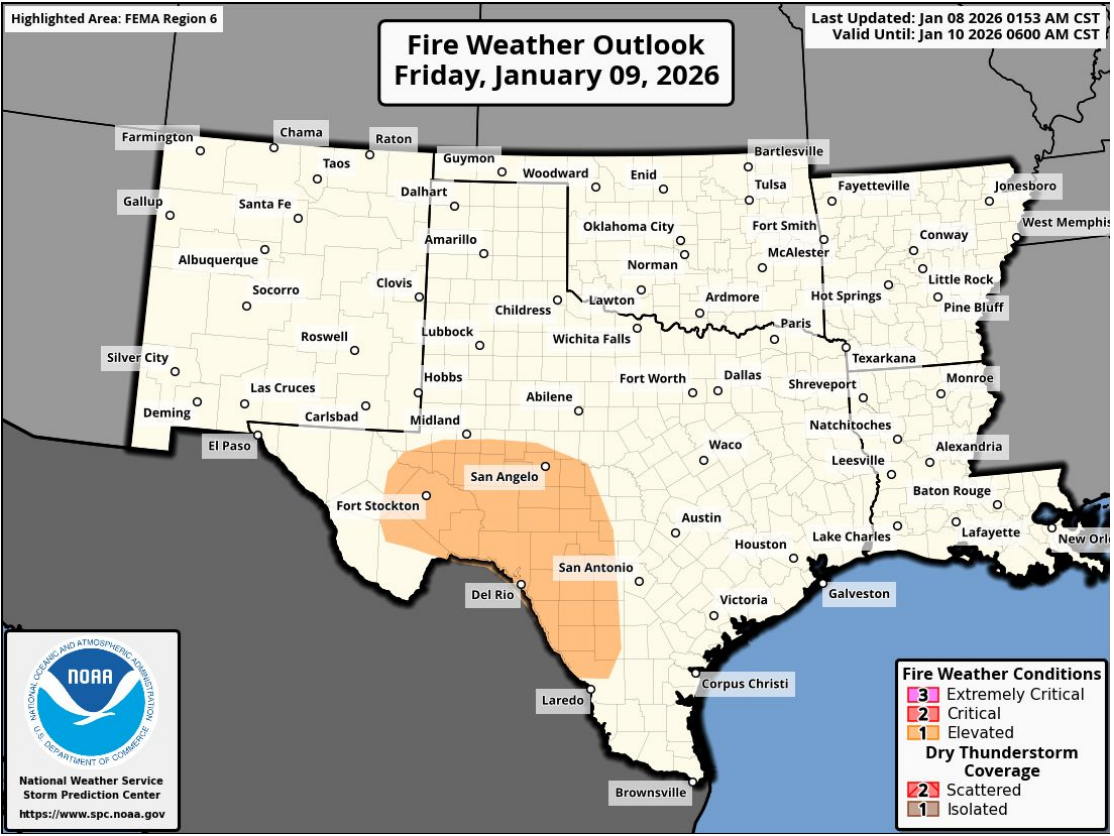 Highlighted Area: FEMA Region 6
Fire Weather Outlook
Friday, January 09, 2026
Last Updated: Jan 08 2026 0153 AM CST
Valid Until: Jan 10 2026 0600 AM CST
Farmington
Chama
Raton
Taos
Guymon
Woodward
Enid
Bartlesville
Dalhart
Tulsa
Fayetteville
Jonesboro
Gallup
Santa Fe
Oklahoma City
Fort Smith
Conway
West Memphis
Albuquerque
Amarillo
Norman
McAlester
Little Rock
Socorro
Clovis
Childress
Lawton
Ardmore
Hot Springs
Pine Bluff
Roswell
Lubbock
Wichita Falls
Paris
Texarkana
Silver City
Las Cruces
Hobbs
Fort Worth
Dallas
Shreveport
Monroe
Deming
Carlsbad
Midland
Abilene
Natchitoches
El Paso
Waco
Leesville
Alexandria
San Angelo
Baton Rouge
Fort Stockton
Austin
Houston
Lake Charles
Lafayette
New Orl
San Antonio
Del Rio
Victoria
Galveston
Laredo
Corpus Christi
Brownsville
NATIONAL OCEANIC AND ATMOSPHERIC ADMINISTRATION
NOAA
U.S. DEPARTMENT OF COMMERCE
National Weather Service
Storm Prediction Center
https://www.spc.noaa.gov
Fire Weather Conditions
3 Extremely Critical
2 Critical
1 Elevated
Dry Thunderstorm
Coverage
2 Scattered
1 Isolated